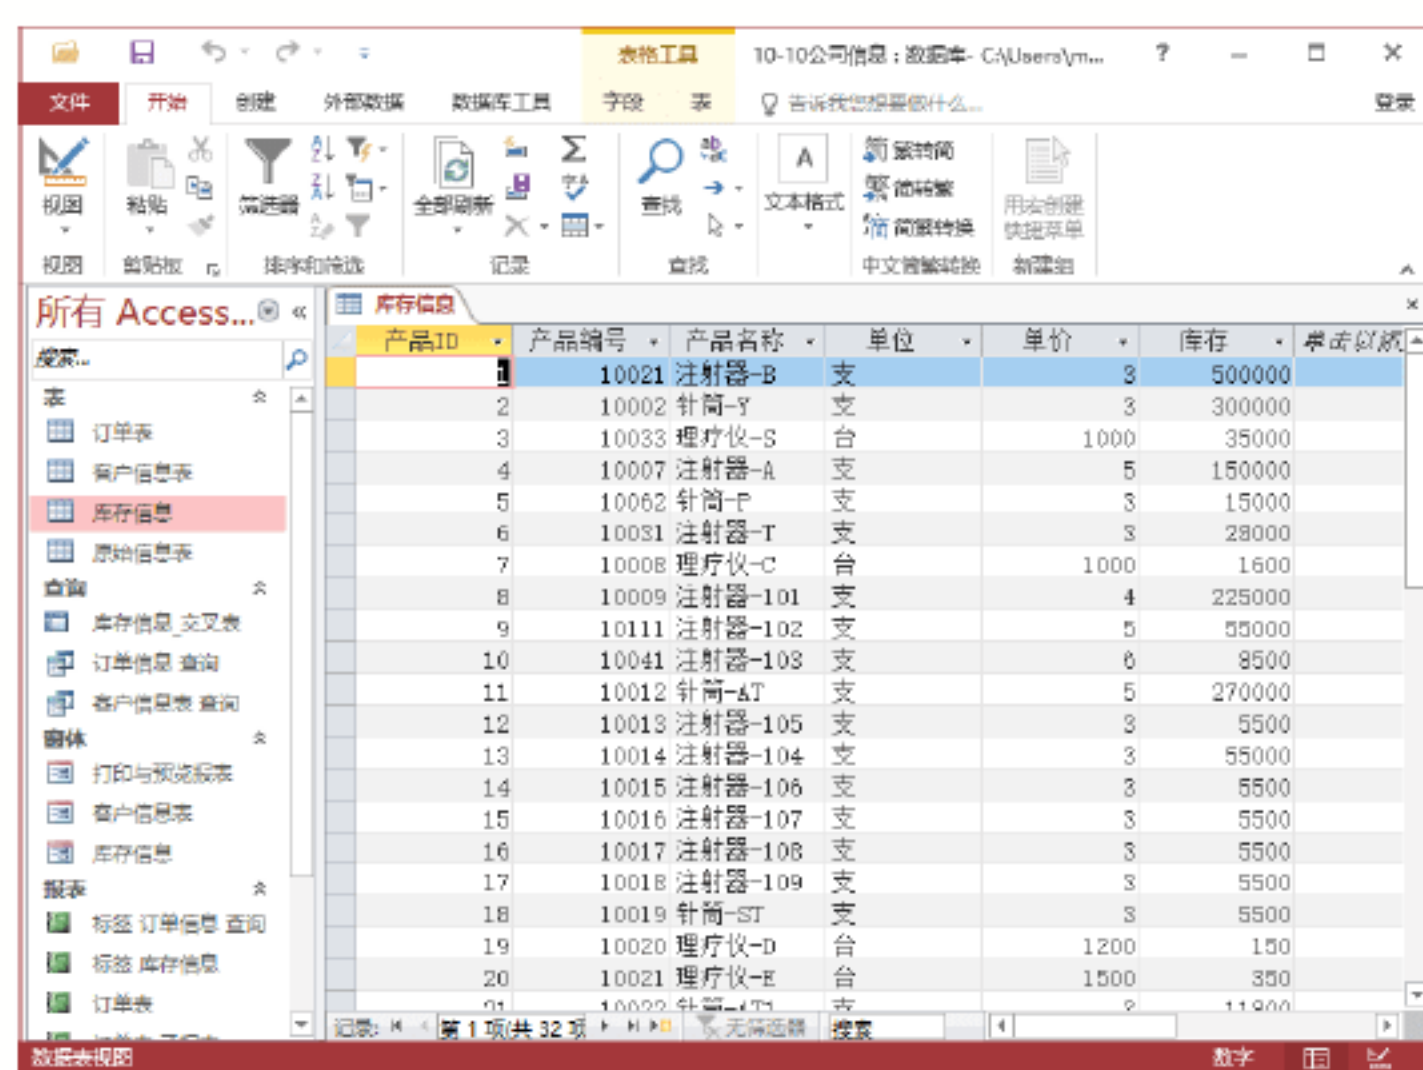 表格工具 10-10公司信息：数据库- C:\Users\m... ?
文件 开始 创建 外部数据 数据库工具 字段 表 告诉我您想要做什么... 登录
视图 粘贴 筛选器 全部刷新 查找 文本格式 繁转简 简转繁 简繁转换 用宏创建快捷菜单
视图 剪贴板 排序和筛选 记录 查找 中文简繁转换 新建组
所有 Access... «
搜索...
表
订单表
客户信息表
库存信息
原始信息表
查询
库存信息_交叉表
订单信息 查询
客户信息表 查询
窗体
打印与预览报表
客户信息表
库存信息
报表
标签 订单信息 查询
标签 库存信息
订单表
库存信息
产品ID 产品编号 产品名称 单位 单价 库存 单击以添
1 10021 注射器-B 支 3 500000
2 10002 针筒-Y 支 3 300000
3 10033 理疗仪-S 台 1000 35000
4 10007 注射器-A 支 5 150000
5 10062 针筒-P 支 3 15000
6 10031 注射器-T 支 3 28000
7 10008 理疗仪-C 台 1000 1600
8 10009 注射器-101 支 4 225000
9 10111 注射器-102 支 5 55000
10 10041 注射器-103 支 6 8500
11 10012 针筒-AT 支 5 270000
12 10013 注射器-105 支 3 5500
13 10014 注射器-104 支 3 55000
14 10015 注射器-106 支 3 5500
15 10016 注射器-107 支 3 5500
16 10017 注射器-108 支 3 5500
17 10018 注射器-109 支 3 5500
18 10019 针筒-ST 支 3 5500
19 10020 理疗仪-D 台 1200 150
20 10021 理疗仪-E 台 1500 350
记录: 第 1 项(共 32 项 无筛选器 搜索
数据表视图 数字